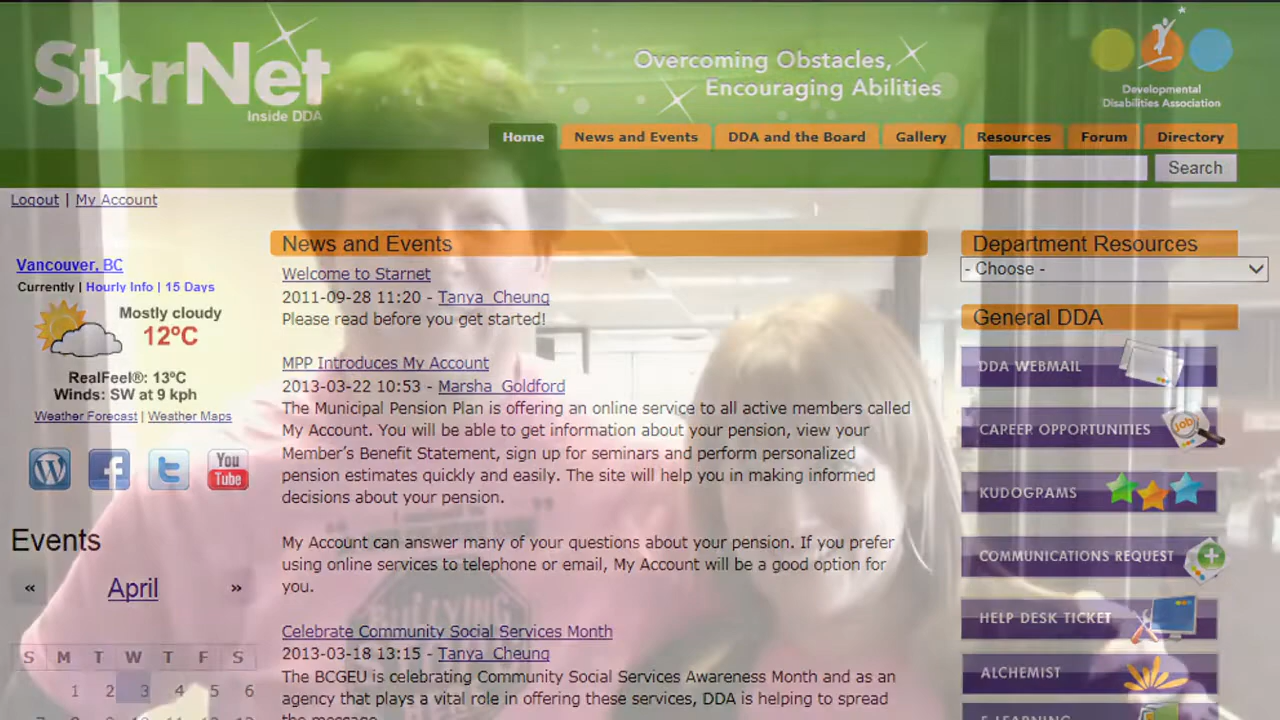 StarNet
Inside DDA
Overcoming Obstacles,
Encouraging Abilities
Developmental
Disabilities Association
Home
News and Events
DDA and the Board
Gallery
Resources
Forum
Directory
Search
Logout | My Account
Vancouver, BC
Currently | Hourly Info | 15 Days
Mostly cloudy
12ºC
RealFeel®: 13ºC
Winds: SW at 9 kph
Weather Forecast | Weather Maps
You
Tube
Events
« April »
S M T W T F S
1 2 3 4 5 6
News and Events
Welcome to Starnet
2011-09-28 11:20 - Tanya_Cheung
Please read before you get started!
MPP Introduces My Account
2013-03-22 10:53 - Marsha_Goldford
The Municipal Pension Plan is offering an online service to all active members called
My Account. You will be able to get information about your pension, view your
Member's Benefit Statement, sign up for seminars and perform personalized
pension estimates quickly and easily. The site will help you in making informed
decisions about your pension.
My Account can answer many of your questions about your pension. If you prefer
using online services to telephone or email, My Account will be a good option for
you.
Celebrate Community Social Services Month
2013-03-18 13:15 - Tanya_Cheung
The BCGEU is celebrating Community Social Services Awareness Month and as an
agency that plays a vital role in offering these services, DDA is helping to spread
the message
BULLYING
Department Resources
- Choose -
General DDA
DDA WEBMAIL
CAREER OPPORTUNITIES
Job
KUDOGRAMS
COMMUNICATIONS REQUEST
HELP DESK TICKET
ALCHEMIST
E-LEARNING